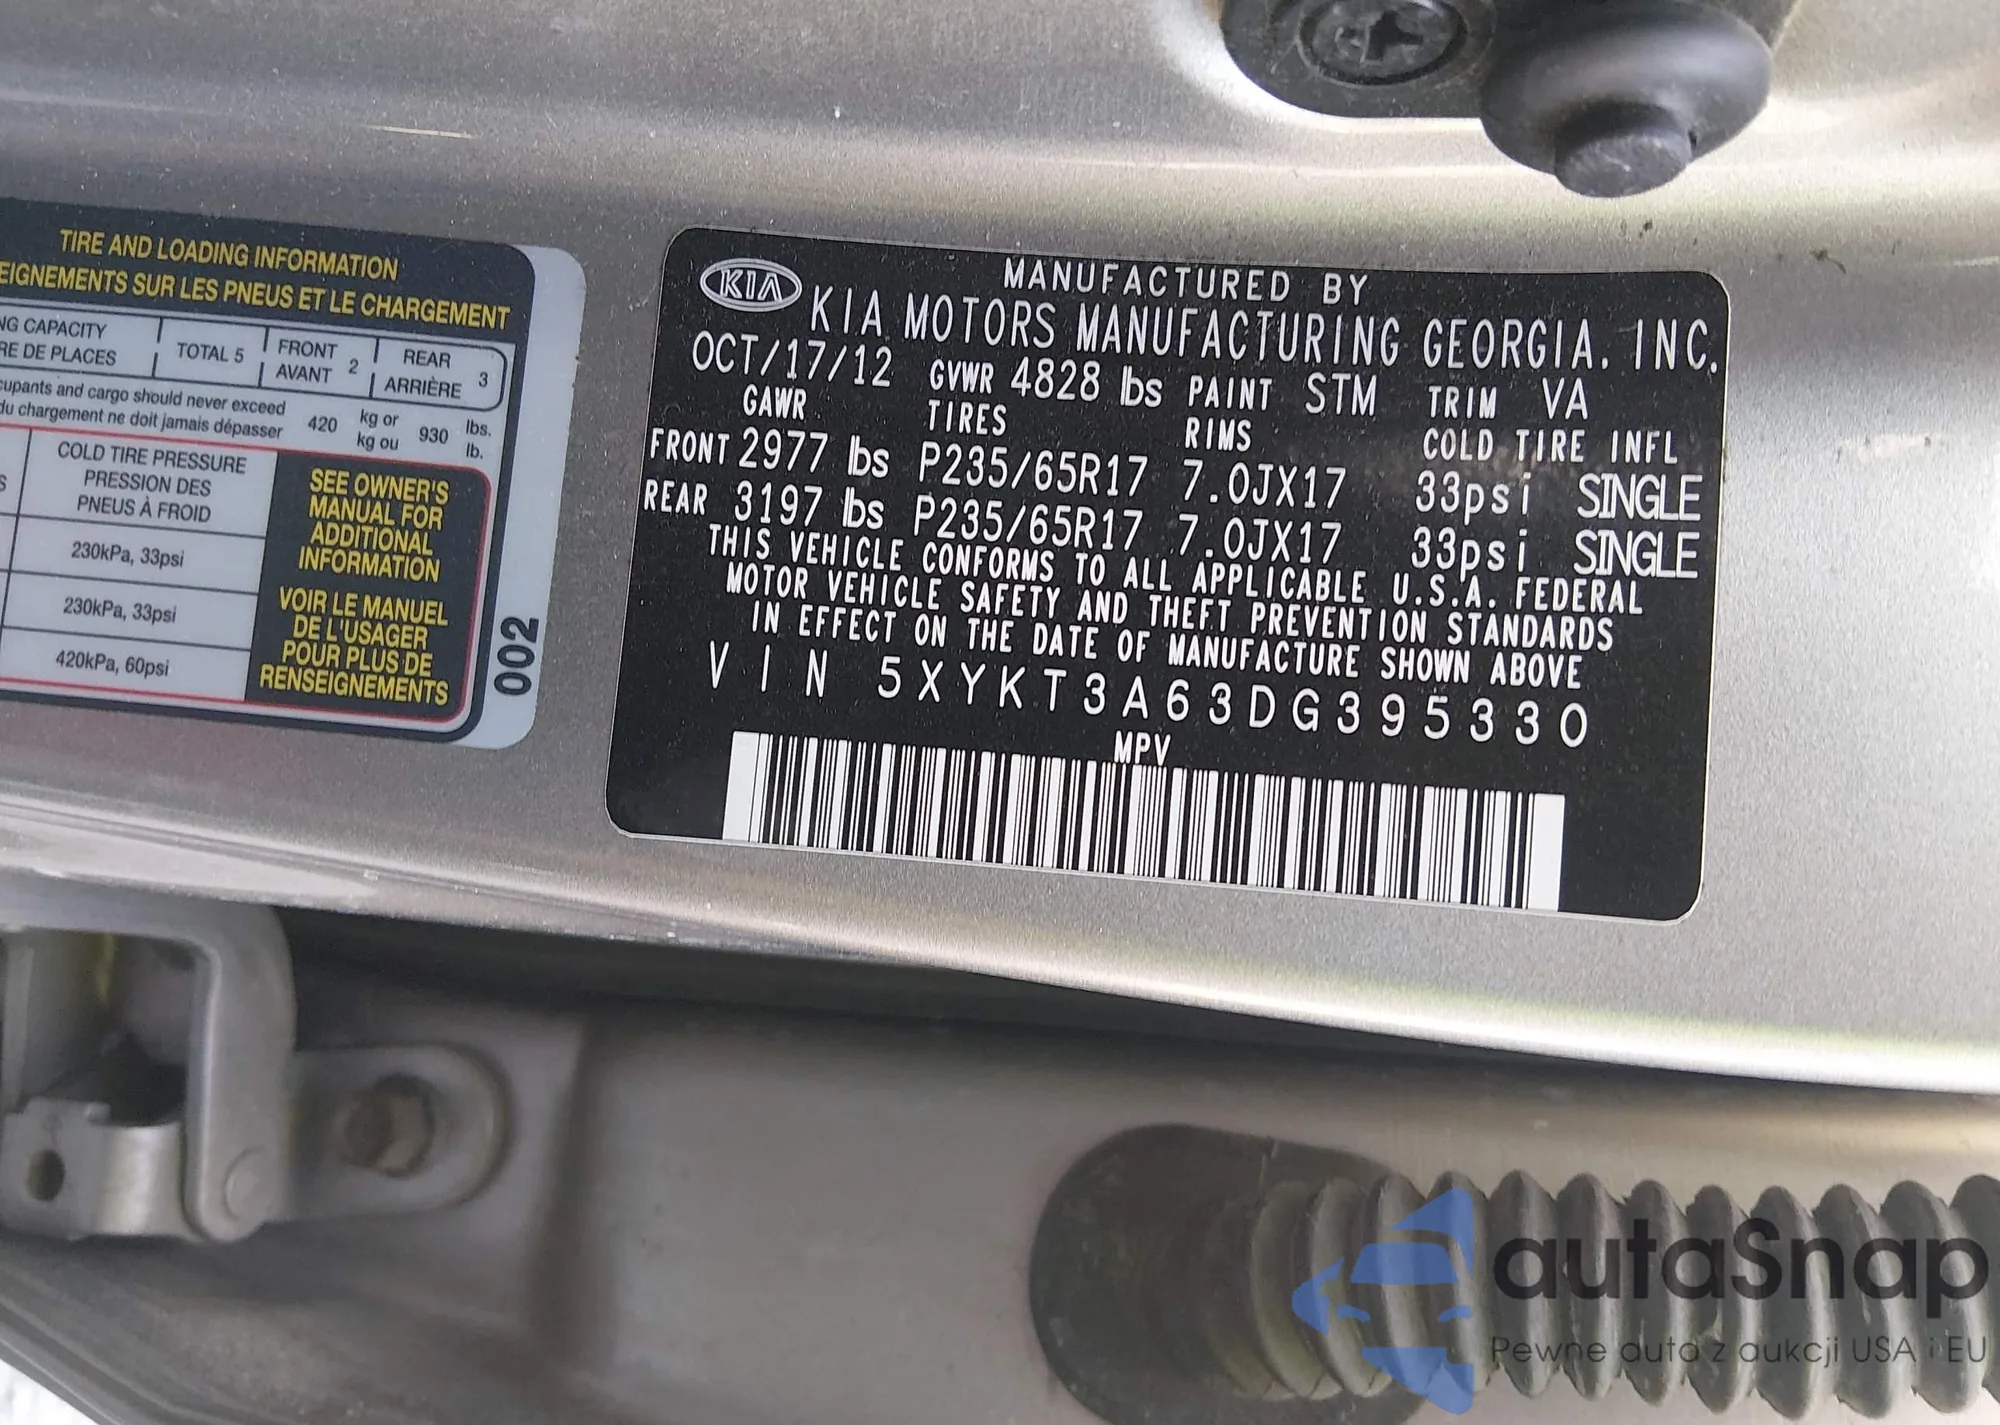 TIRE AND LOADING INFORMATION
EIGNEMENTS SUR LES PNEUS ET LE CHARGEMENT
NG CAPACITY
RE DE PLACES
TOTAL 5
FRONT
AVANT
2
REAR
ARRIÈRE
3
cupants and cargo should never exceed
du chargement ne doit jamais dépasser
420
kg or
kg ou
930
lbs.
lb.
COLD TIRE PRESSURE
PRESSION DES
PNEUS À FROID
230kPa, 33psi
230kPa, 33psi
420kPa, 60psi
SEE OWNER'S
MANUAL FOR
ADDITIONAL
INFORMATION
VOIR LE MANUEL
DE L'USAGER
POUR PLUS DE
RENSEIGNEMENTS
002
KIA
MANUFACTURED BY
KIA MOTORS MANUFACTURING GEORGIA. INC.
OCT/17/12 GVWR 4828 lbs PAINT STM TRIM VA
GAWR TIRES RIMS COLD TIRE INFL
FRONT 2977 lbs P235/65R17 7.0JX17 33psi SINGLE
REAR 3197 lbs P235/65R17 7.0JX17 33psi SINGLE
THIS VEHICLE CONFORMS TO ALL APPLICABLE U.S.A. FEDERAL
MOTOR VEHICLE SAFETY AND THEFT PREVENTION STANDARDS
IN EFFECT ON THE DATE OF MANUFACTURE SHOWN ABOVE
VIN 5XYKT3A63DG395330
MPV
autaSnap
Pewne auta z aukcji USA i EU